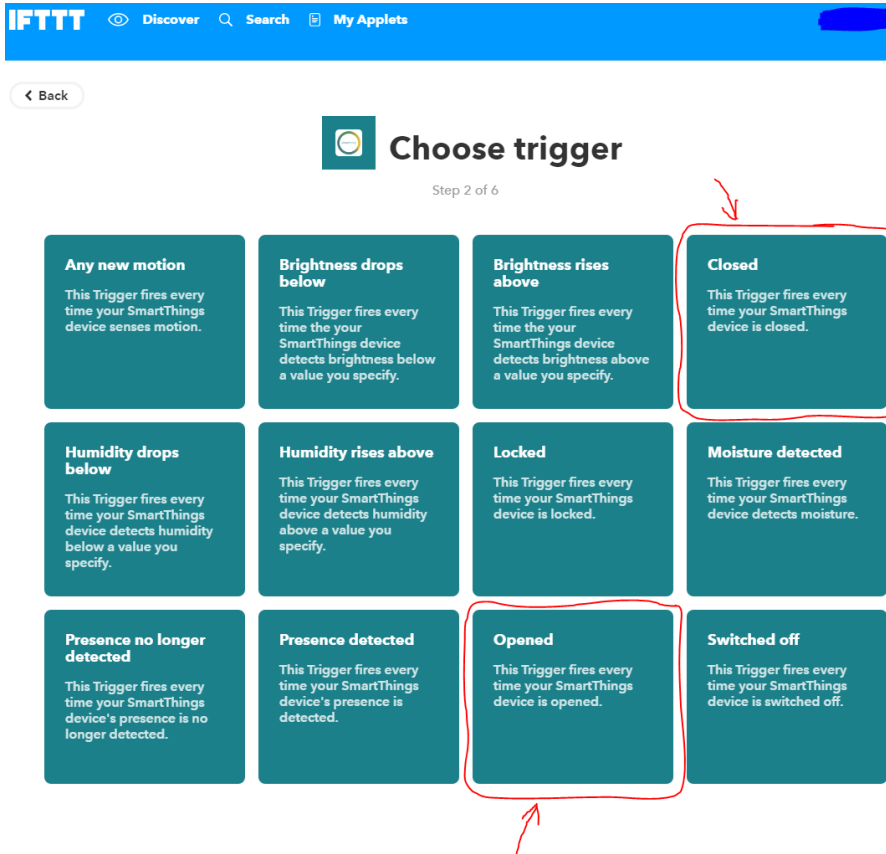 IFTTT Discover Search My Applets
Back
Choose trigger
Step 2 of 6
Any new motion
This Trigger fires every
time your SmartThings
device senses motion.
Brightness drops
below
This Trigger fires every
time the your
SmartThings device
detects brightness below
a value you specify.
Brightness rises
above
This Trigger fires every
time the your
SmartThings device
detects brightness above
a value you specify.
Closed
This Trigger fires every
time your SmartThings
device is closed.
Humidity drops
below
This Trigger fires every
time your SmartThings
device detects humidity
below a value you
specify.
Humidity rises above
This Trigger fires every
time your SmartThings
device detects humidity
above a value you
specify.
Locked
This Trigger fires every
time your SmartThings
device is locked.
Moisture detected
This Trigger fires every
time your SmartThings
device detects moisture.
Presence no longer
detected
This Trigger fires every
time your SmartThings
device's presence is no
longer detected.
Presence detected
This Trigger fires every
time your SmartThings
device's presence is
detected.
Opened
This Trigger fires every
time your SmartThings
device is opened.
Switched off
This Trigger fires every
time your SmartThings
device is switched off.